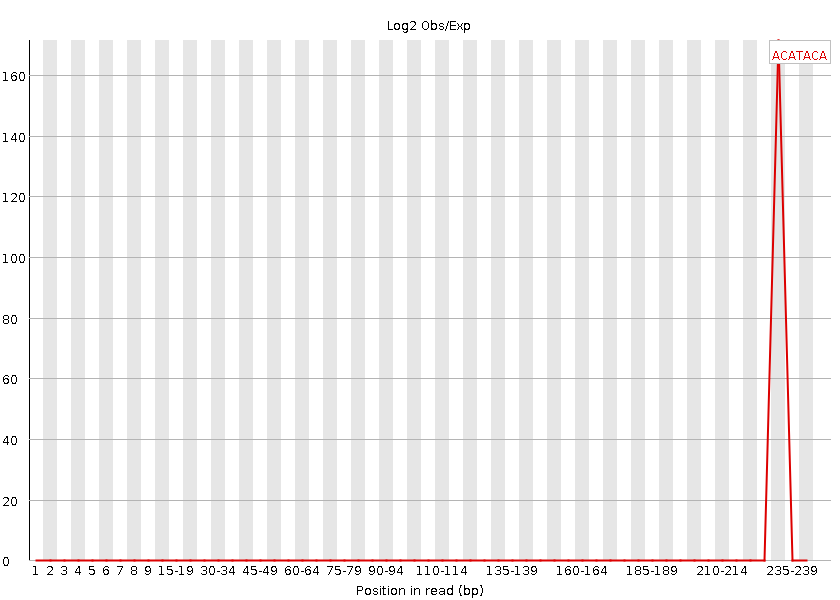 Log2 Obs/Exp
ACATACA
160
140
120
100
80
60
40
20
0
1 2 3 4 5 6 7 8 9 15-19 30-34 45-49 60-64 75-79 90-94 110-114 135-139 160-164 185-189 210-214 235-239
Position in read (bp)